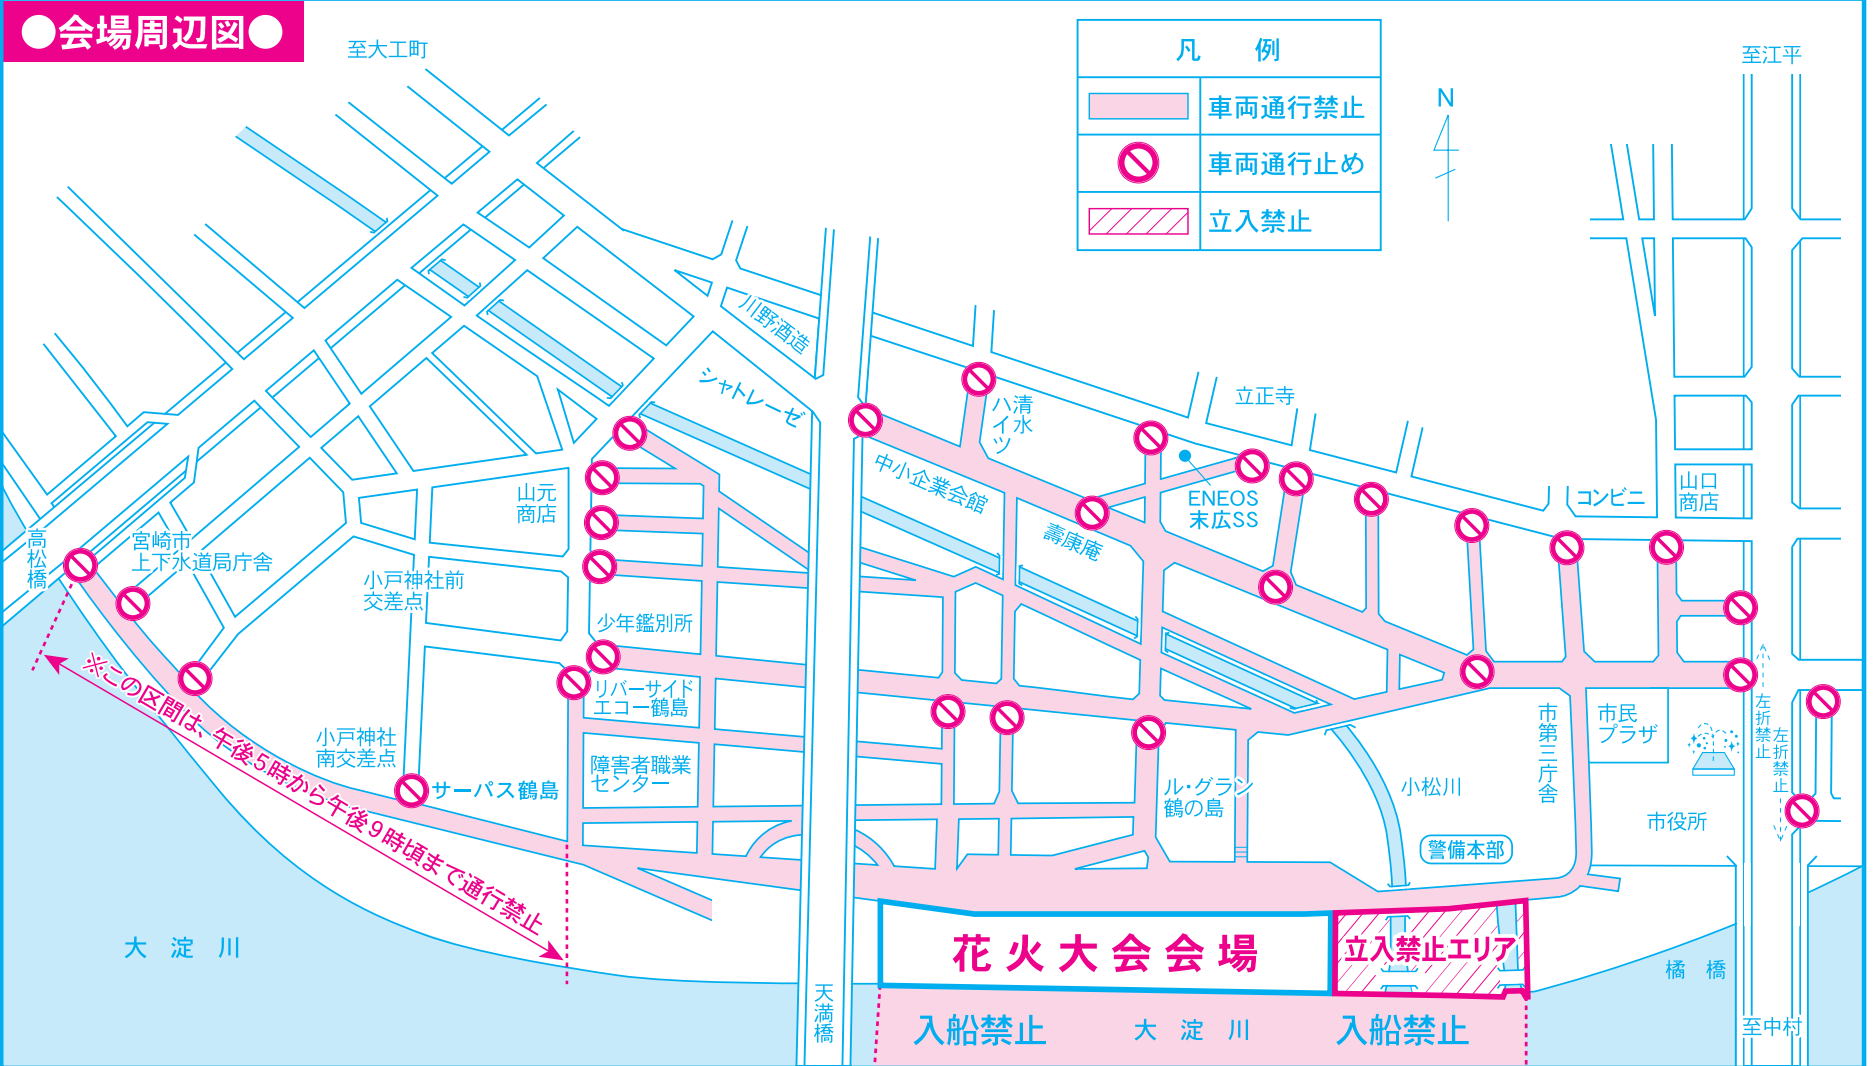 ●会場周辺図●
至大工町
凡　例
車両通行禁止
車両通行止め
立入禁止
N
至江平
川野酒造
シャトレーゼ
ハイツ
清水
立正寺
中小企業会館
壽康庵
ENEOS
末広SS
コンビニ
山口
商店
山元
商店
高松橋
宮崎市
上下水道局庁舎
小戸神社前
交差点
少年鑑別所
リバーサイド
エコー鶴島
障害者職業
センター
小戸神社
南交差点
サーパス鶴島
※この区間は、午後5時から午後9時頃まで通行禁止
ル・グラン
鶴の島
小松川
警備本部
市第三庁舎
市民
プラザ
左折禁止
左折禁止
市役所
大淀川
花火大会会場
立入禁止エリア
橘橋
天満橋
入船禁止
大淀川
入船禁止
至中村